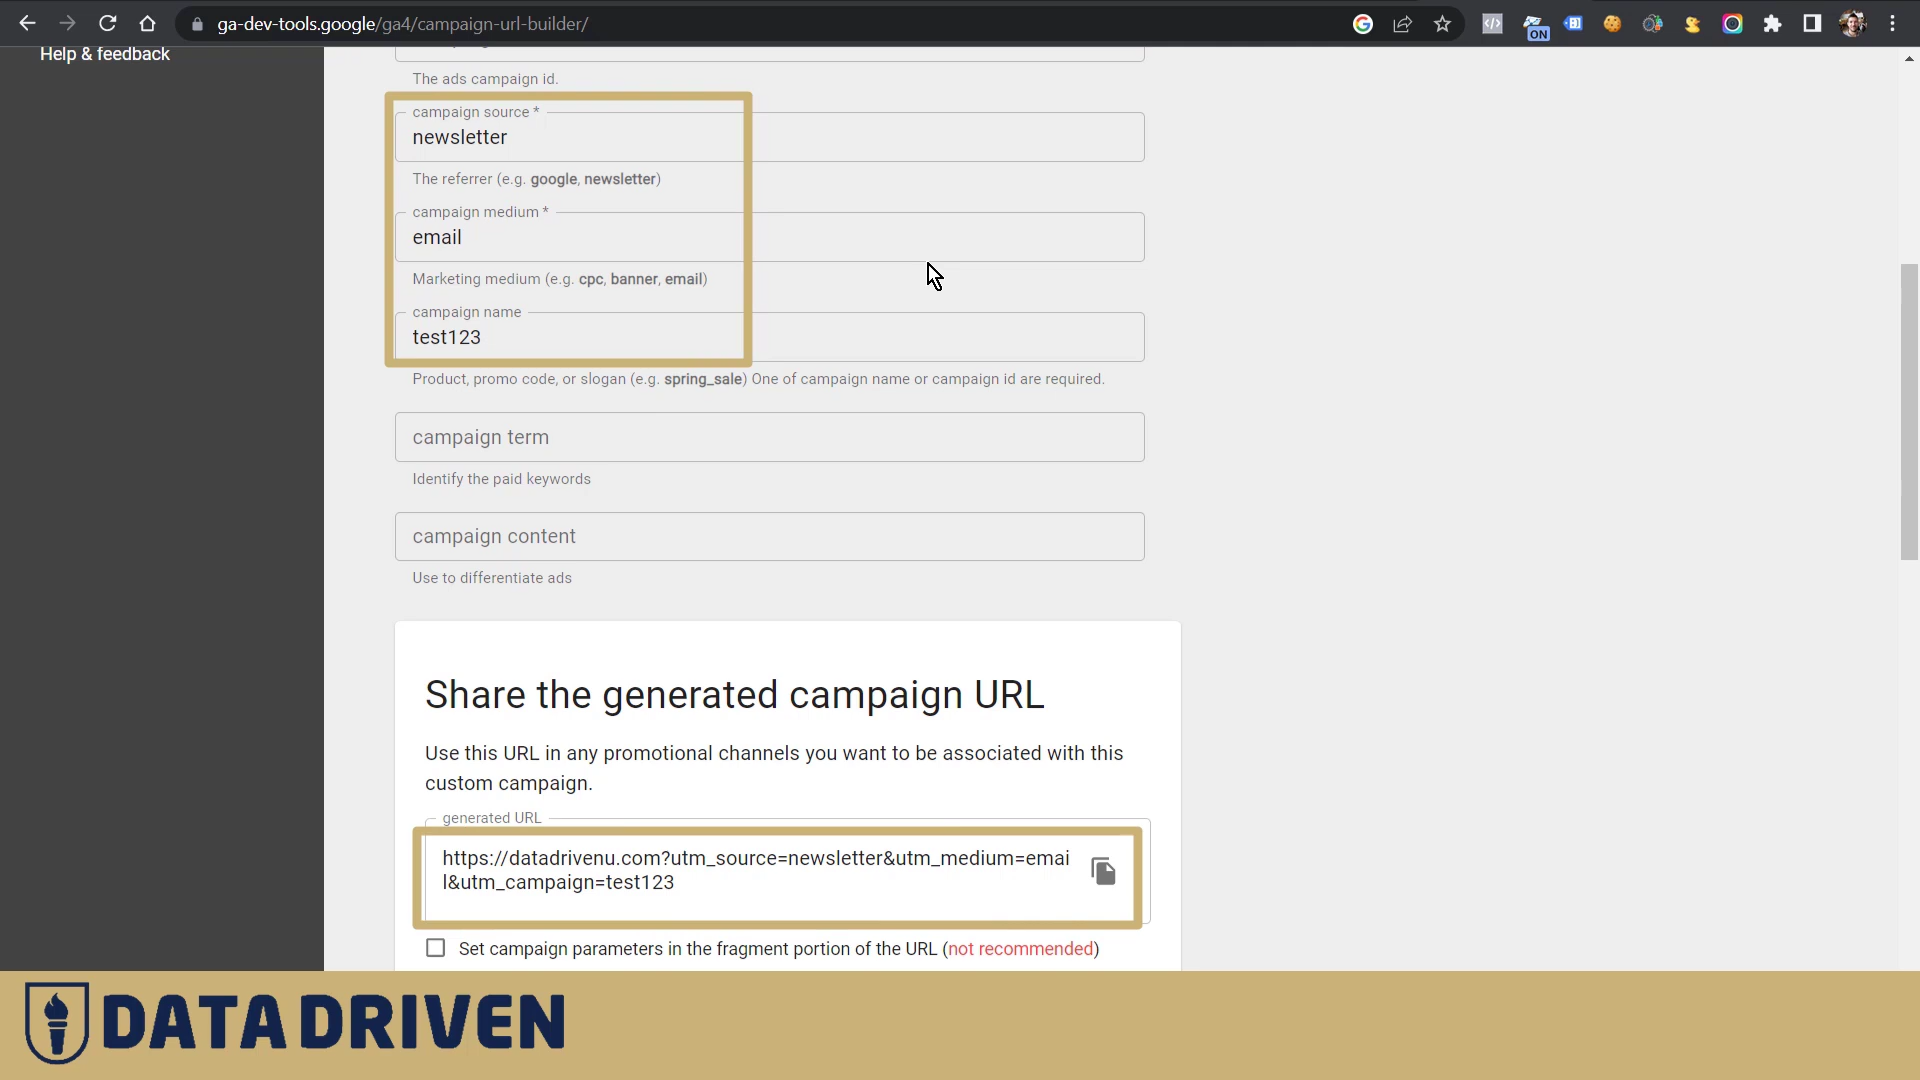 ga-dev-tools.google/ga4/campaign-url-builder/
ON
Help & feedback
The ads campaign id.
campaign source *
newsletter
The referrer (e.g. google, newsletter)
campaign medium *
email
Marketing medium (e.g. cpc, banner, email)
campaign name
test123
Product, promo code, or slogan (e.g. spring_sale) One of campaign name or campaign id are required.
campaign term
Identify the paid keywords
campaign content
Use to differentiate ads
Share the generated campaign URL
Use this URL in any promotional channels you want to be associated with this
custom campaign.
generated URL
https://datadrivenu.com?utm_source=newsletter&utm_medium=emai
l&utm_campaign=test123
Set campaign parameters in the fragment portion of the URL (not recommended)
DATA DRIVEN